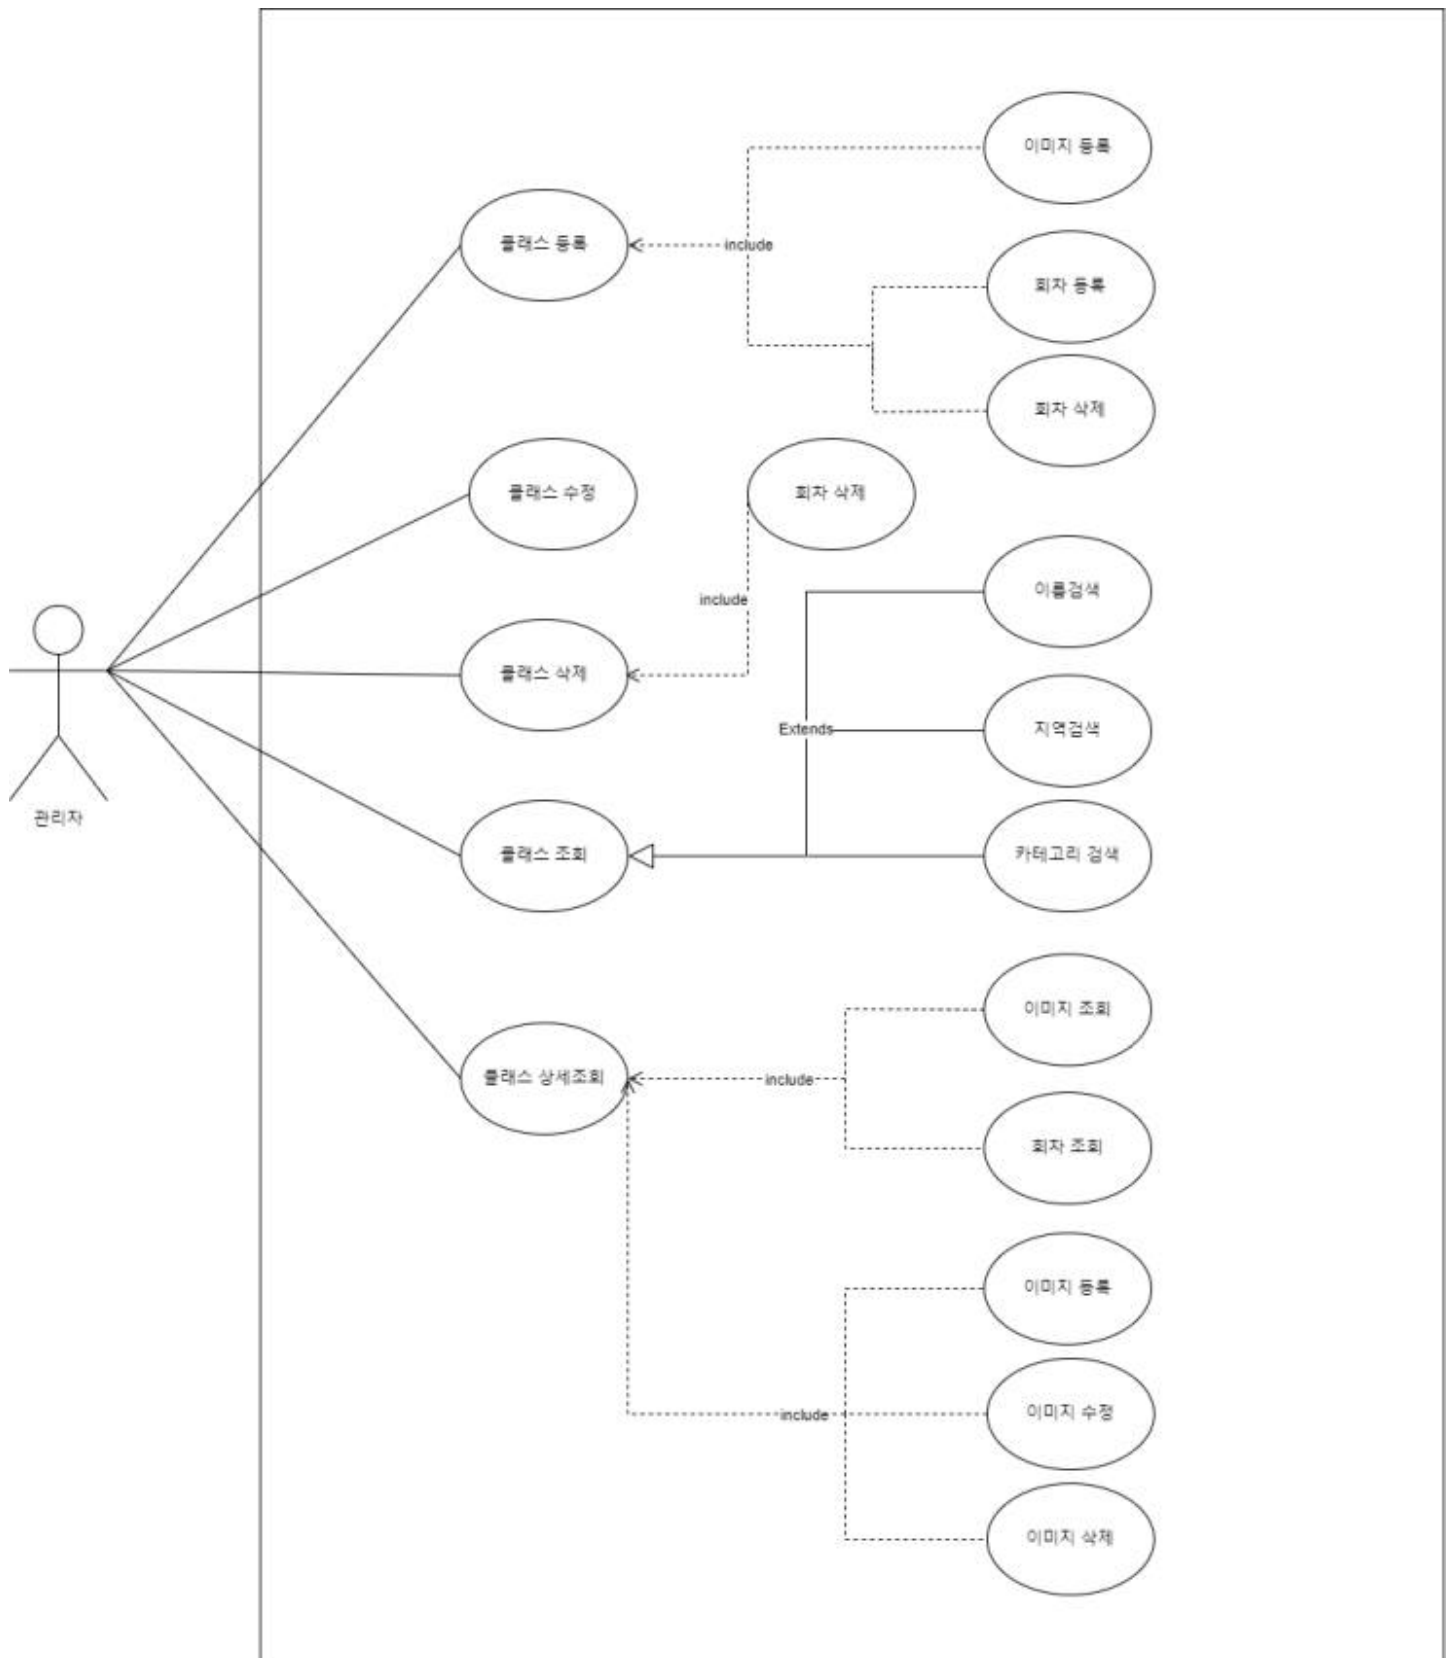 이미지 등록
클래스 등록
include
회차 등록
회차 삭제
클래스 수정
회차 삭제
이름검색
include
클래스 삭제
지역검색
Extends
관리자
클래스 조회
카테고리 검색
이미지 조회
클래스 상세조회
include
회차 조회
이미지 등록
이미지 수정
include
이미지 삭제